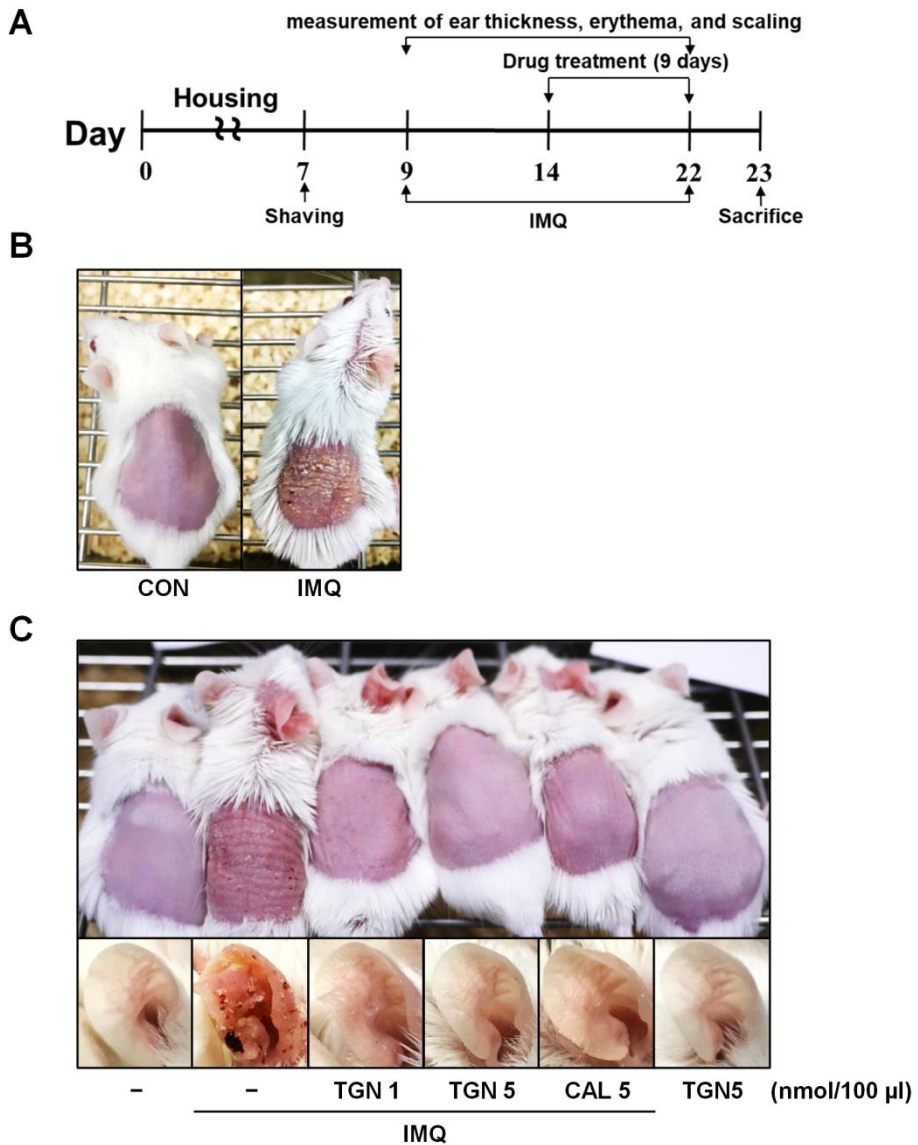 A
measurement of ear thickness, erythema, and scaling
Drug treatment (9 days)
Housing
Day
0 7 9 14 22 23
Shaving IMQ Sacrifice
B
CON IMQ
C
– – TGN 1 TGN 5 CAL 5 TGN5 (nmol/100 μl)
IMQ